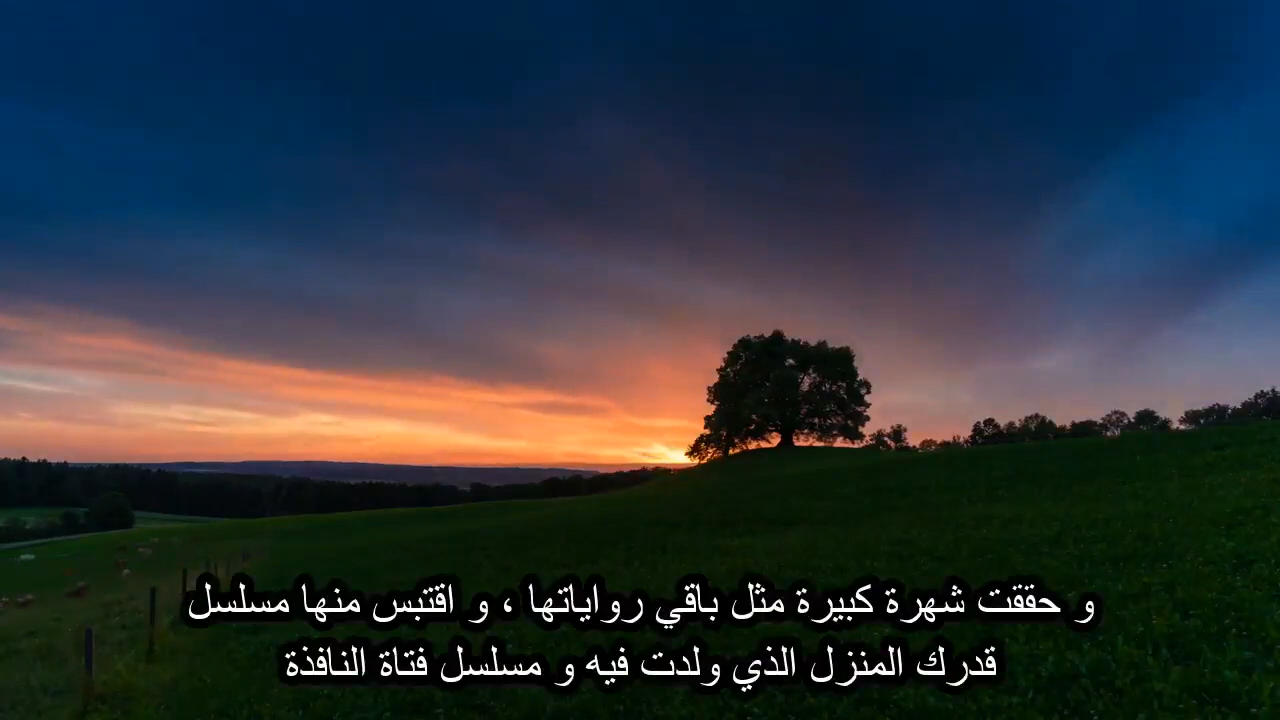 و حققت شهرة كبيرة مثل باقي رواياتها ، و اقتبس منها مسلسل
قدرك المنزل الذي ولدت فيه و مسلسل فتاة النافذة